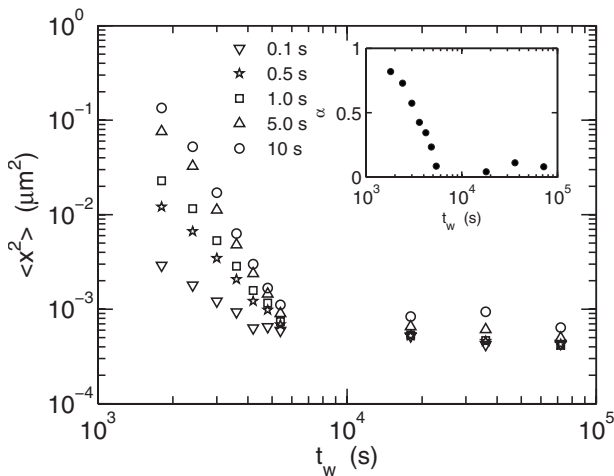 10⁰
10⁻¹
10⁻²
10⁻³
10⁻⁴
<x²> (μm²)
10³
10⁴
10⁵
t_w (s)
0.1 s
0.5 s
1.0 s
5.0 s
10 s
1
0.5
0
α
10³
10⁴
10⁵
t_w (s)